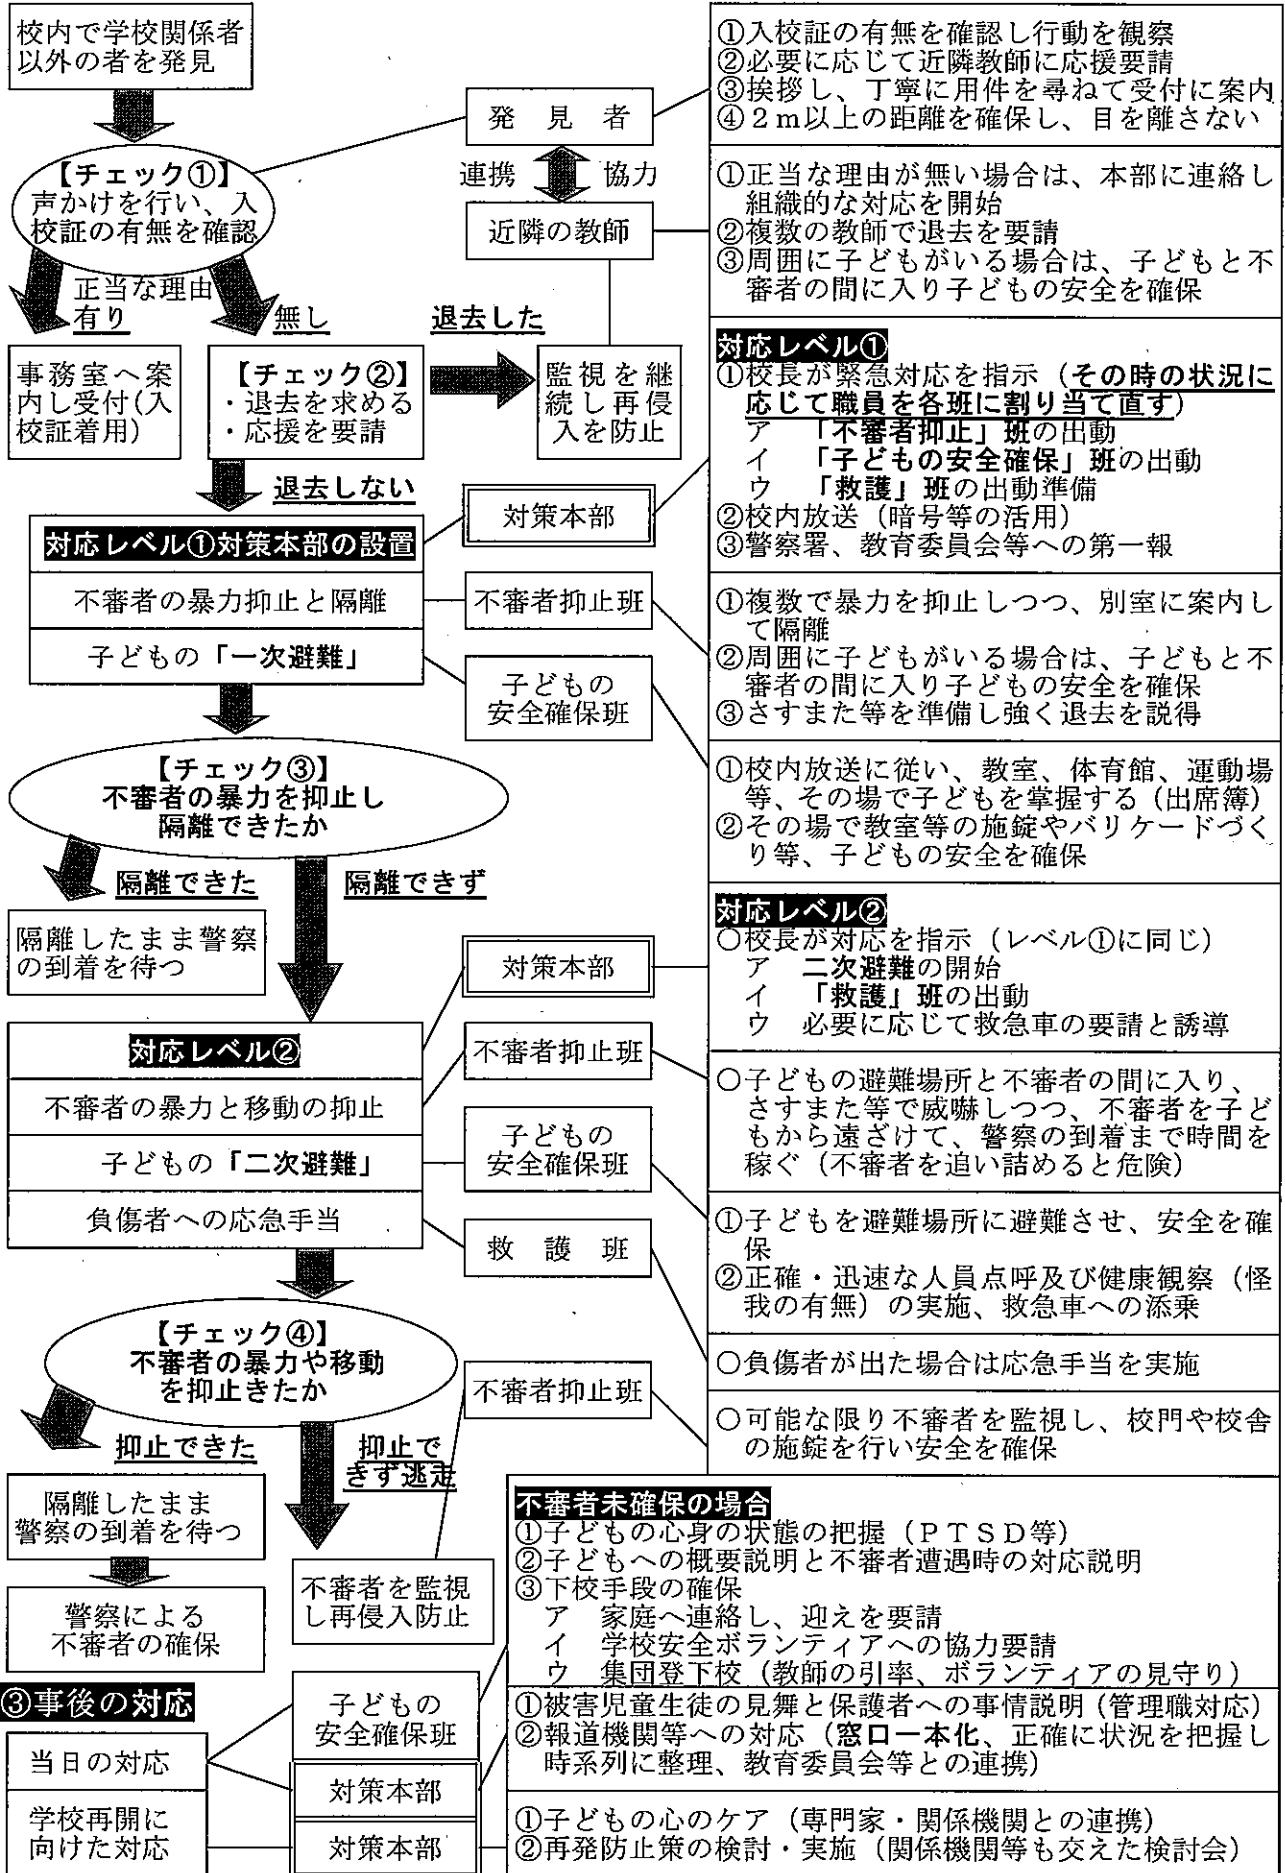 校内で学校関係者
以外の者を発見
【チェック①】
声かけを行い、入
校証の有無を確認
正当な理由
有り
無し
事務室へ案
内し受付(入
校証着用)
【チェック②】
・退去を求める
・応援を要請
退去した
監視を継
続し再侵
入を防止
退去しない
発見者
連携
協力
近隣の教師
①入校証の有無を確認し行動を観察
②必要に応じて近隣教師に応援要請
③挨拶し、丁寧に用件を尋ねて受付に案内
④2m以上の距離を確保し、目を離さない
①正当な理由が無い場合は、本部に連絡し
組織的な対応を開始
②複数の教師で退去を要請
③周囲に子どもがいる場合は、子どもと不
審者の間に入り子どもの安全を確保
対応レベル①対策本部の設置
不審者の暴力抑止と隔離
子どもの「一次避難」
対策本部
不審者抑止班
子どもの
安全確保班
対応レベル①
①校長が緊急対応を指示（その時の状況に
応じて職員を各班に割り当て直す）
ア　「不審者抑止」班の出動
イ　「子どもの安全確保」班の出動
ウ　「救護」班の出動準備
②校内放送（暗号等の活用）
③警察署、教育委員会等への第一報
①複数で暴力を抑止しつつ、別室に案内し
て隔離
②周囲に子どもがいる場合は、子どもと不
審者の間に入り子どもの安全を確保
③さすまた等を準備し強く退去を説得
①校内放送に従い、教室、体育館、運動場
等、その場で子どもを掌握する（出席簿）
②その場で教室等の施錠やバリケードづく
り等、子どもの安全を確保
【チェック③】
不審者の暴力を抑止し
隔離できたか
隔離できた
隔離できず
隔離したまま警察
の到着を待つ
対応レベル②
不審者の暴力と移動の抑止
子どもの「二次避難」
負傷者への応急手当
対策本部
不審者抑止班
子どもの
安全確保班
救護班
対応レベル②
○校長が対応を指示（レベル①に同じ）
ア　二次避難の開始
イ　「救護」班の出動
ウ　必要に応じて救急車の要請と誘導
○子どもの避難場所と不審者の間に入り、
さすまた等で威嚇しつつ、不審者を子ど
もから遠ざけて、警察の到着まで時間を
稼ぐ（不審者を追い詰めると危険）
①子どもを避難場所に避難させ、安全を確
保
②正確・迅速な人員点呼及び健康観察（怪
我の有無）の実施、救急車への添乗
○負傷者が出た場合は応急手当を実施
【チェック④】
不審者の暴力や移動
を抑止きたか
抑止できた
抑止で
きず逃走
隔離したまま
警察の到着を待つ
警察による
不審者の確保
不審者を監視
し再侵入防止
不審者抑止班
○可能な限り不審者を監視し、校門や校舎
の施錠を行い安全を確保
③事後の対応
当日の対応
学校再開に
向けた対応
子どもの
安全確保班
対策本部
対策本部
不審者未確保の場合
①子どもの心身の状態の把握（PTSD等）
②子どもへの概要説明と不審者遭遇時の対応説明
③下校手段の確保
ア　家庭へ連絡し、迎えを要請
イ　学校安全ボランティアへの協力要請
ウ　集団登下校（教師の引率、ボランティアの見守り）
①被害児童生徒の見舞と保護者への事情説明（管理職対応）
②報道機関等への対応（窓口一本化、正確に状況を把握し
時系列に整理、教育委員会等との連携）
①子どもの心のケア（専門家・関係機関との連携）
②再発防止策の検討・実施（関係機関等も交えた検討会）